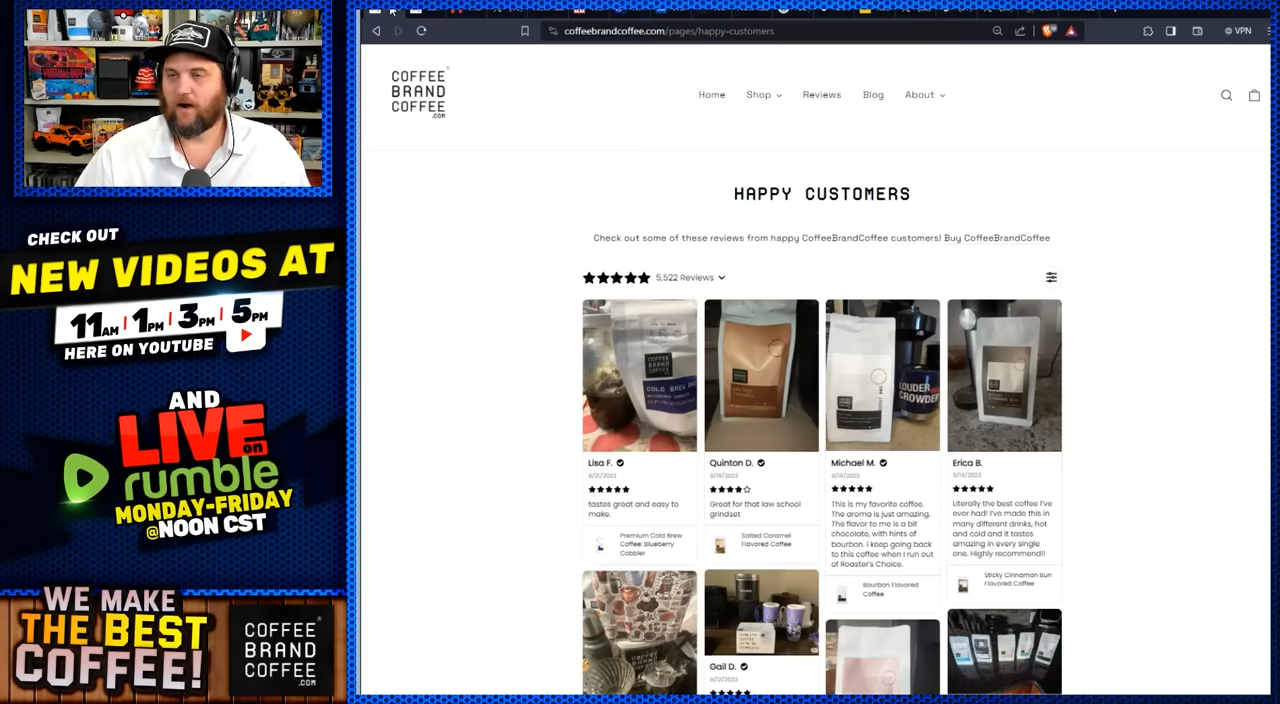 CHECK OUT
NEW VIDEOS AT
11AM | 1PM | 3PM | 5PM
HERE ON YOUTUBE
AND
LIVE on
rumble
MONDAY-FRIDAY
@NOON CST
WE MAKE
THE BEST
COFFEE!
COFFEE
BRAND
COFFEE
.COM
coffeebrandcoffee.com/pages/happy-customers
VPN
COFFEE
BRAND
COFFEE
.COM
Home
Shop
Reviews
Blog
About
HAPPY CUSTOMERS
Check out some of these reviews from happy CoffeeBrandCoffee customers! Buy CoffeeBrandCoffee
5,522 Reviews
COFFEE
BRAND
COFFEE
COLD BREW
Lisa F.
9/21/2023
tastes great and easy to
make.
Premium Cold Brew
Coffee: Blueberry
Cobbler
SALTED
CARAMEL
Quinton D.
9/19/2023
Great for that law school
grindset
Salted Caramel
Flavored Coffee
LOUDER
CROWDER
Michael M.
9/19/2023
This is my favorite coffee.
The aroma is just amazing.
The flavor to me is a bit
chocolate, with hints of
bourbon. I keep going back
to this coffee when I run out
of Roaster's Choice.
Bourbon Flavored
Coffee
Erica B.
9/14/2023
Literally the best coffee I've
ever had! I've made this in
many different drinks, hot
and cold and it tastes
amazing in every single
one. Highly recommend!!
Sticky Cinnamon Bun
Flavored Coffee
Gail D.
9/12/2023